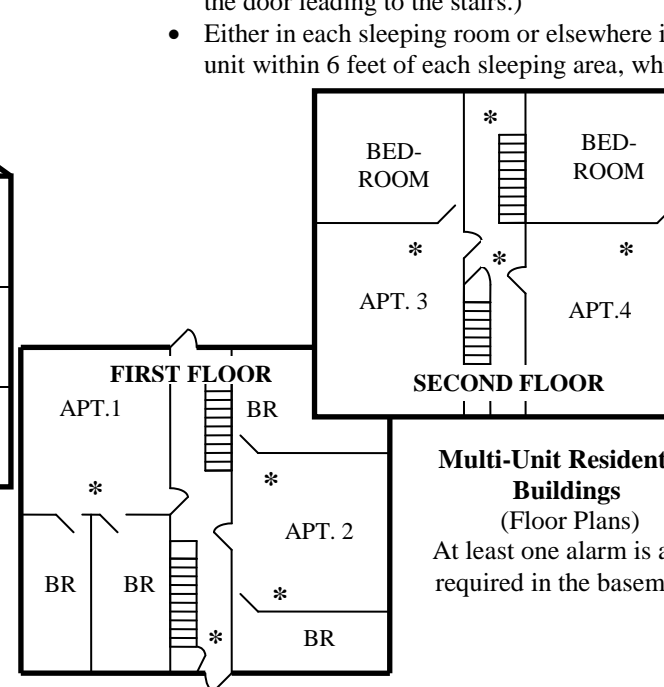 the door leading to the stairs.)
• Either in each sleeping room or elsewhere i
unit within 6 feet of each sleeping area, whi
*
BED-
ROOM
BED-
ROOM
*
*
*
APT. 3
APT.4
SECOND FLOOR
FIRST FLOOR
APT.1
BR
*
*
APT. 2
BR
BR
*
*
BR
Multi-Unit Resident
Buildings
(Floor Plans)
At least one alarm is a
required in the basem